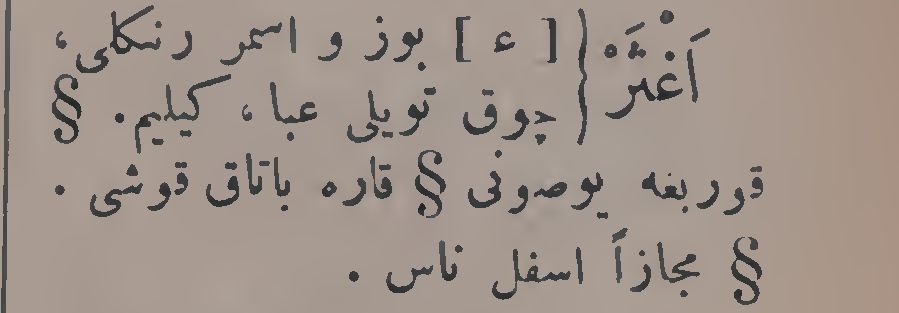 اَغْثَرْ { [ ع ] بوز و اسمر رنكلى،
چوق تويلى عبا، كيليم. §
قوربغه يوصونى § قاره باتاق قوشى.
§ مجازاً اسفل ناس.